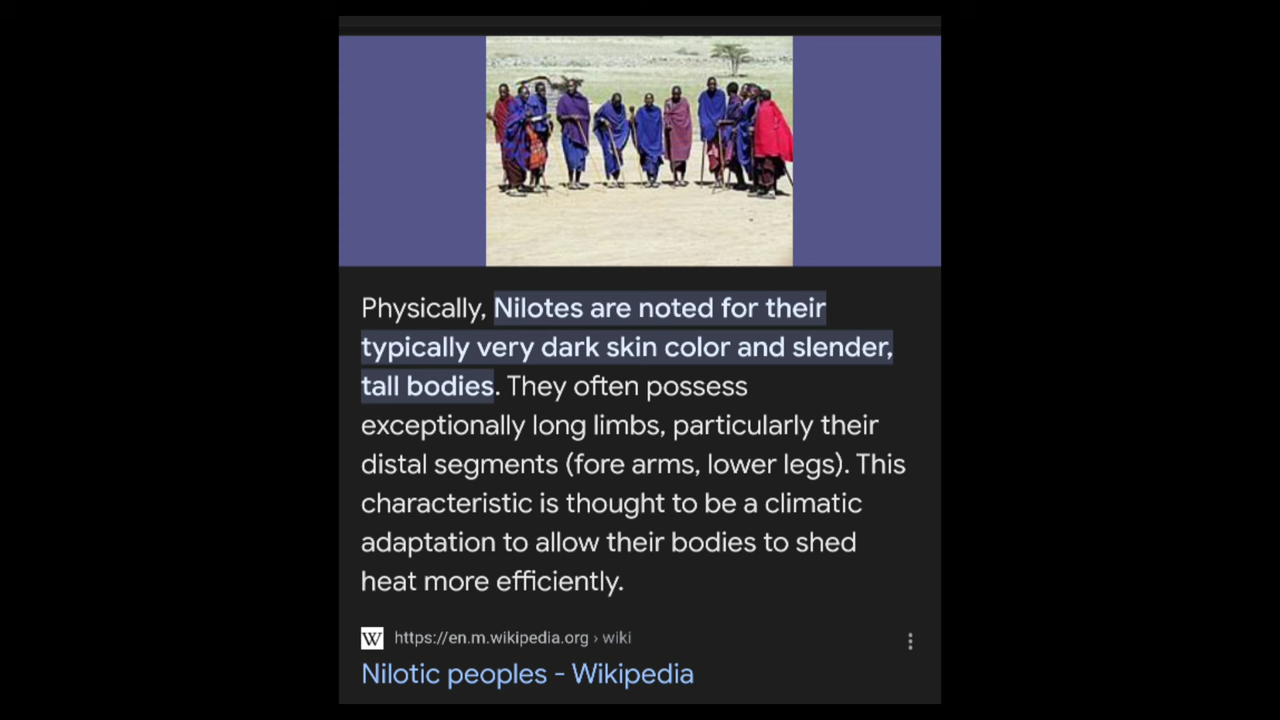 Physically, Nilotes are noted for their
typically very dark skin color and slender,
tall bodies. They often possess
exceptionally long limbs, particularly their
distal segments (fore arms, lower legs). This
characteristic is thought to be a climatic
adaptation to allow their bodies to shed
heat more efficiently.
W https://en.m.wikipedia.org › wiki
Nilotic peoples - Wikipedia